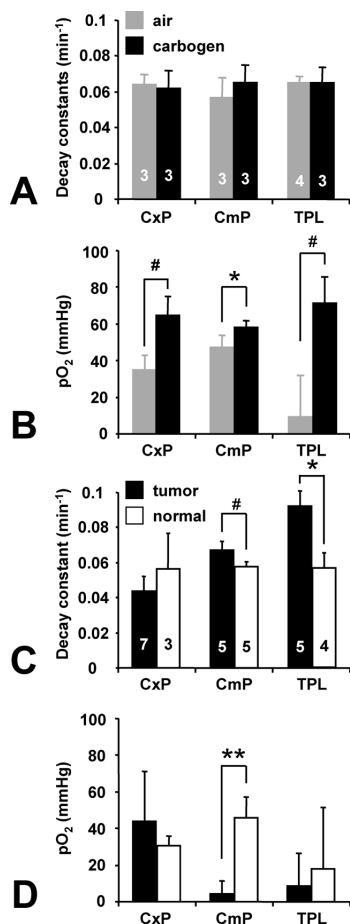 A
Decay constants (min-1)
0.1
0.08
0.06
0.04
0.02
0
air
carbogen
3 3 3 3 4 3
CxP CmP TPL
B
pO2 (mmHg)
100
80
60
40
20
0
# * #
CxP CmP TPL
C
Decay constant (min-1)
0.1
0.08
0.06
0.04
0.02
0
tumor
normal
# *
7 3 5 5 5 4
CxP CmP TPL
D
pO2 (mmHg)
100
80
60
40
20
0
**
CxP CmP TPL